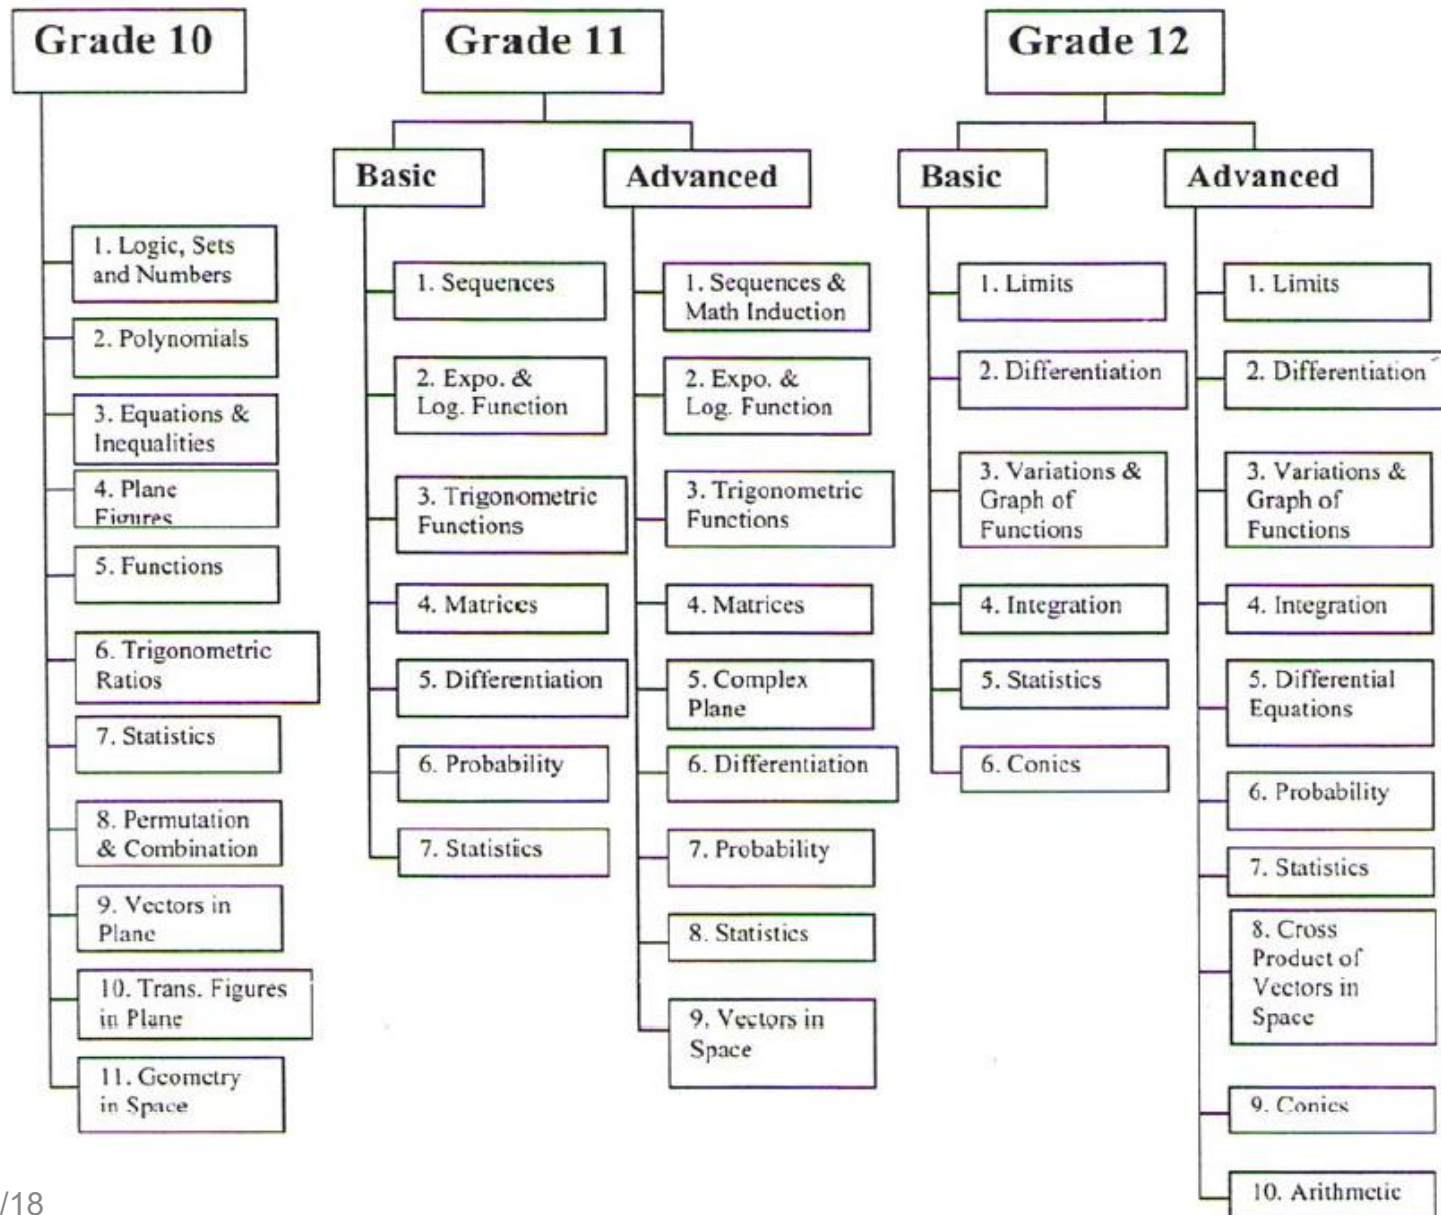 Grade 10
1. Logic, Sets
and Numbers
2. Polynomials
3. Equations &
Inequalities
4. Plane
Figures
5. Functions
6. Trigonometric
Ratios
7. Statistics
8. Permutation
& Combination
9. Vectors in
Plane
10. Trans. Figures
in Plane
11. Geometry
in Space
Grade 11
Basic
1. Sequences
2. Expo. &
Log. Function
3. Trigonometric
Functions
4. Matrices
5. Differentiation
6. Probability
7. Statistics
Advanced
1. Sequences &
Math Induction
2. Expo. &
Log. Function
3. Trigonometric
Functions
4. Matrices
5. Complex
Plane
6. Differentiation
7. Probability
8. Statistics
9. Vectors in
Space
Grade 12
Basic
1. Limits
2. Differentiation
3. Variations &
Graph of
Functions
4. Integration
5. Statistics
6. Conics
Advanced
1. Limits
2. Differentiation
3. Variations &
Graph of
Functions
4. Integration
5. Differential
Equations
6. Probability
7. Statistics
8. Cross
Product of
Vectors in
Space
9. Conics
10. Arithmetic
/18